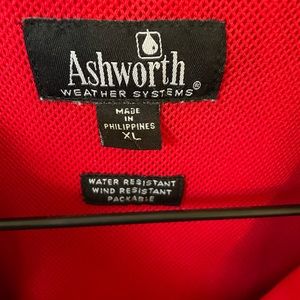 Ashworth
WEATHER SYSTEMS®
MADE
IN
PHILIPPINES
XL
WATER RESISTANT
WIND RESISTANT
PACKABLE